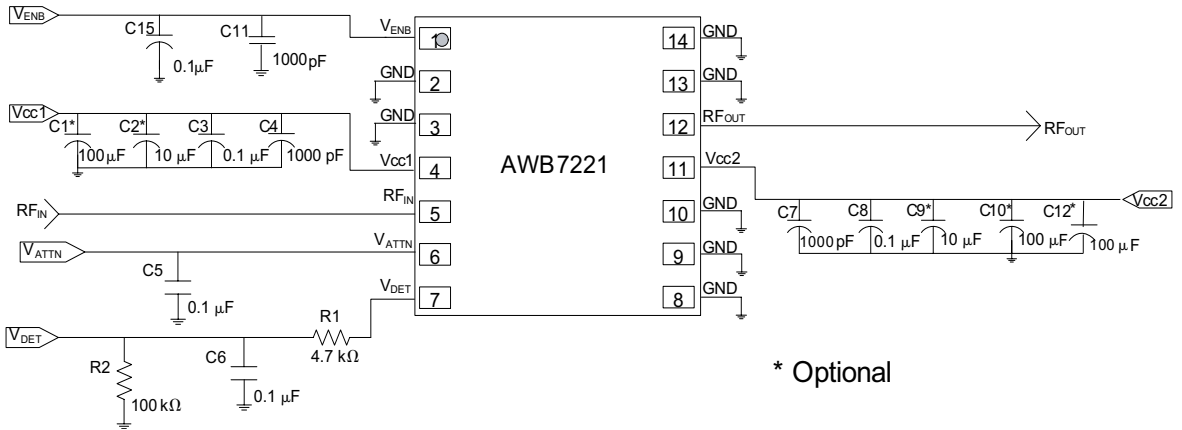 VENB
C15
0.1µF
C11
1000pF
VENB
1
GND
2
GND
3
Vcc1
C1*
100µF
C2*
10 µF
C3
0.1 µF
C4
1000 pF
Vcc1
4
RFIN
RFIN
5
VATTN
VATTN
6
C5
0.1 µF
VDET
7
VDET
R1
4.7 kΩ
R2
100kΩ
C6
0.1 µF
AWB7221
14
GND
13
GND
12
RFOUT
RFOUT
11
Vcc2
Vcc2
10
GND
9
GND
8
GND
C7
1000pF
C8
0.1 µF
C9*
10 µF
C10*
100 µF
C12*
100 µF
* Optional